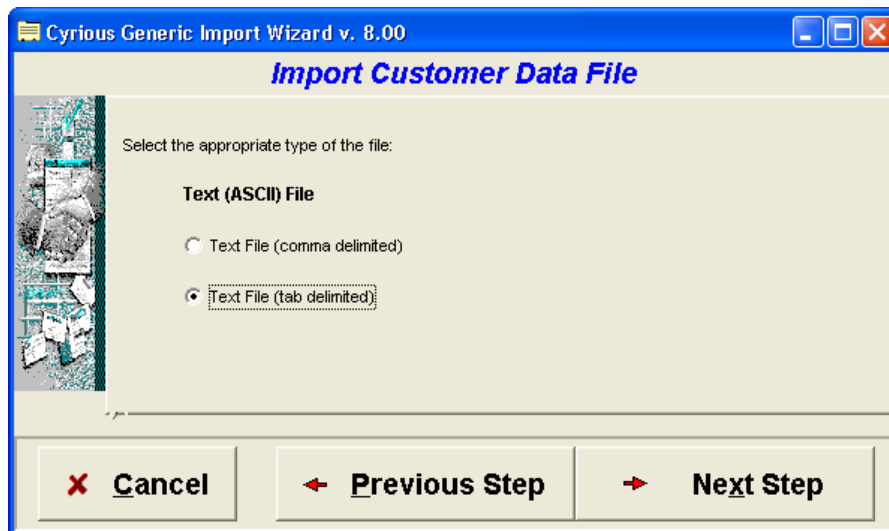 Cyrious Generic Import Wizard v. 8.00
Import Customer Data File
Select the appropriate type of the file:
Text (ASCII) File
Text File (comma delimited)
Text File (tab delimited)
Cancel
Previous Step
Next Step